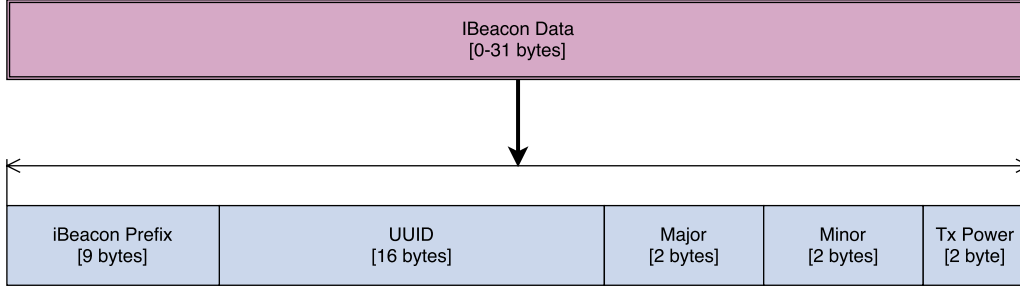 IBeacon Data
[0-31 bytes]
iBeacon Prefix
[9 bytes]
UUID
[16 bytes]
Major
[2 bytes]
Minor
[2 bytes]
Tx Power
[2 byte]